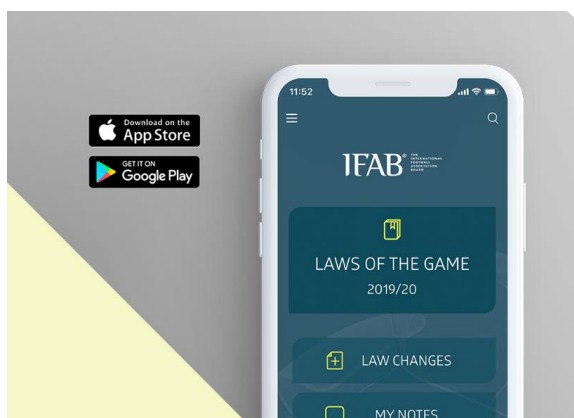 Download on the
App Store
GET IT ON
Google Play
11:52
IFAB
THE
INTERNATIONAL
FOOTBALL
ASSOCIATION
BOARD
LAWS OF THE GAME
2019/20
LAW CHANGES
MY NOTES